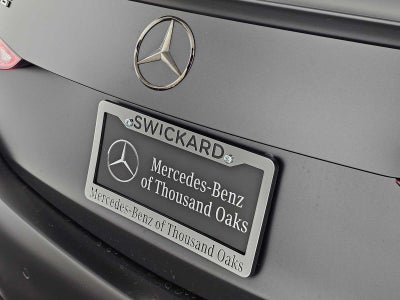 SWICKARD
Mercedes-Benz
of Thousand Oaks
Mercedes-Benz of Thousand Oaks